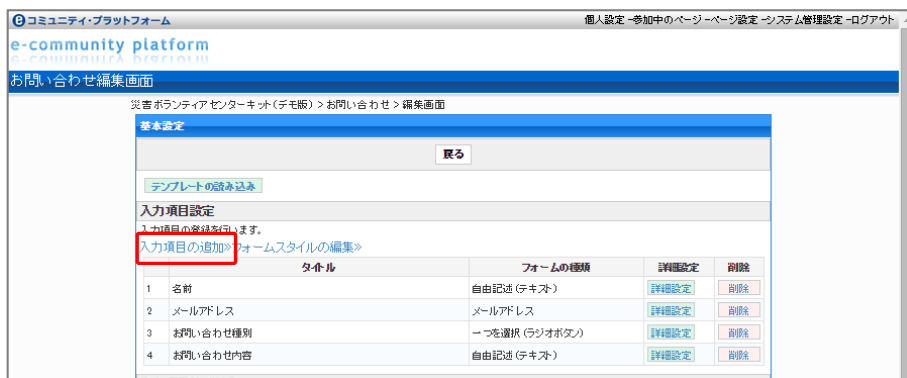 eコミュニティ・プラットフォーム
個人設定 -参加中のページ -ページ設定 -システム管理設定 -ログアウト
e-community platform
お問い合わせ編集画面
災害ボランティアセンターキット(デモ版) > お問い合わせ > 編集画面
基本設定
戻る
テンプレートの読み込み
入力項目設定
入力項目の登録を行います。
入力項目の追加»フォームスタイルの編集»
タイトル フォームの種類 詳細設定 削除
1 名前 自由記述(テキスト) 詳細設定 削除
2 メールアドレス メールアドレス 詳細設定 削除
3 お問い合わせ種別 一つを選択(ラジオボタン) 詳細設定 削除
4 お問い合わせ内容 自由記述(テキスト) 詳細設定 削除